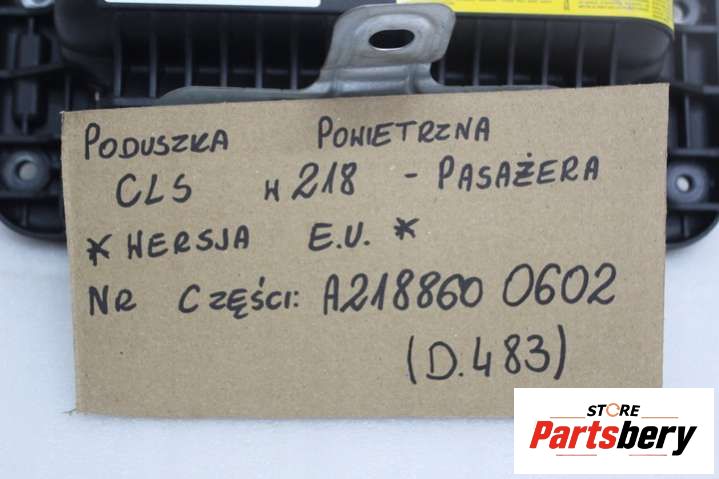 PODUSZKA POWIETRZNA
CLS W218 - PASAŻERA
* WERSJA E.U. *
NR CZĘŚCI: A218860 0602
(D.483)
STORE
Partsbery